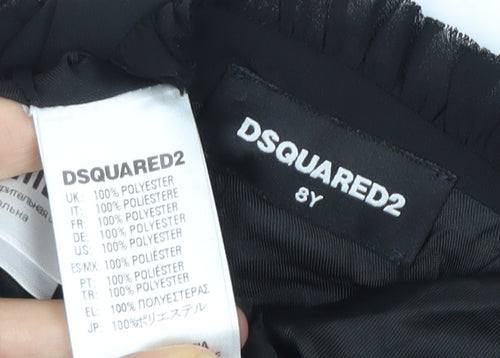 DSQUARED2
UK: 100% POLYESTER
IT: 100% POLIESTERE
FR: 100% POLYESTER
DE: 100% POLYESTER
US: 100% POLYESTER
ES-MX: 100% POLIÉSTER
PT: 100% POLIÉSTER
TR: 100% POLYESTER
EL: 100% ΠΟΛΥΕΣΤΕΡΑΣ
JP: 100%ポリエステル
DSQUARED2
8Y